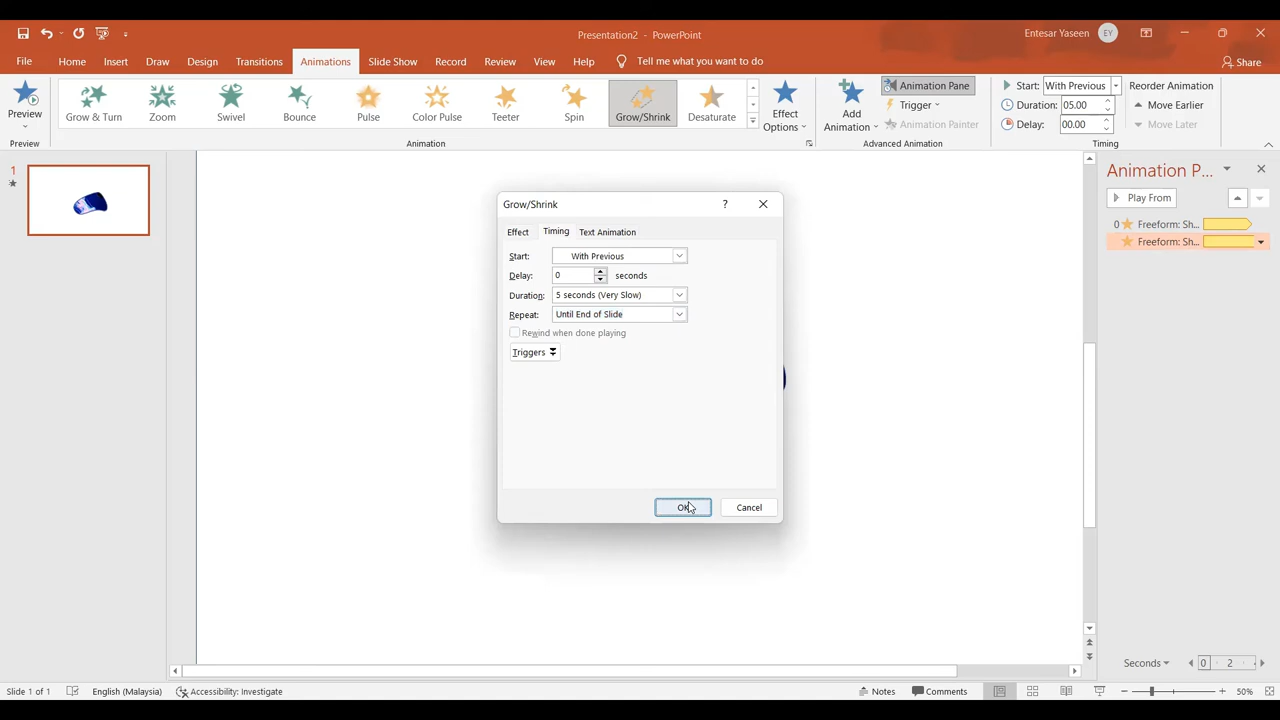 Presentation2 - PowerPoint
Entesar Yaseen
EY
File
Home
Insert
Draw
Design
Transitions
Animations
Slide Show
Record
Review
View
Help
Tell me what you want to do
Share
Preview
Grow & Turn
Zoom
Swivel
Bounce
Pulse
Color Pulse
Teeter
Spin
Grow/Shrink
Desaturate
Effect
Options
Add
Animation
Animation Pane
Trigger
Animation Painter
Start: With Previous
Duration: 05.00
Delay: 00.00
Reorder Animation
Move Earlier
Move Later
Preview
Animation
Advanced Animation
Timing
1
Grow/Shrink
?
Effect
Timing
Text Animation
Start: With Previous
Delay: 0 seconds
Duration: 5 seconds (Very Slow)
Repeat: Until End of Slide
Rewind when done playing
Triggers
OK
Cancel
Animation P...
Play From
0 Freeform: Sh...
Freeform: Sh...
Seconds
0 2
Slide 1 of 1
English (Malaysia)
Accessibility: Investigate
Notes
Comments
50%